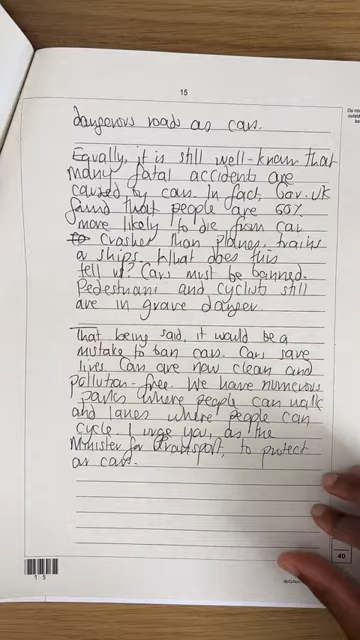 15
dangerous roads as cars.
Equally, it is still well-known that
many fatal accidents are
caused by cars. In fact, Gov.uk
found that people are 60%
more likely to die from car
crashes than planes, trains
or ships. What does this
tell us? Cars must be banned.
Pedestrians and cyclists still
are in grave danger.
That being said, it would be a
mistake to ban cars. Cars save
lives. Cars are now clean and
pollution-free. We have numerous
parks where people can walk
and lanes where people can
cycle. I urge you, as the
Minister for Transport, to protect
our cars.
40
1 5